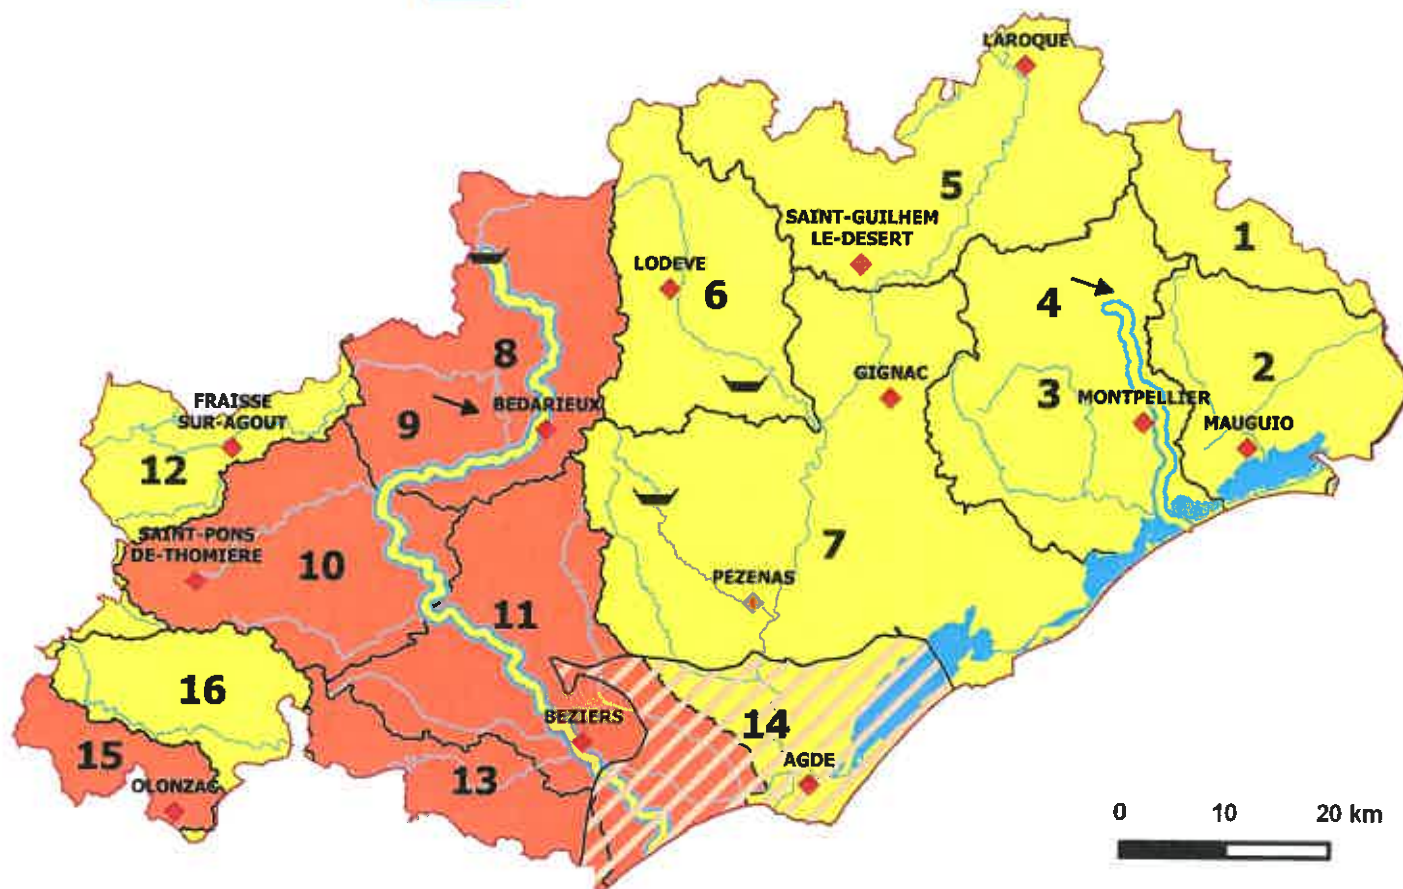 LAROQUE
5
SAINT-GUILHEM
LE-DESERT
1
LODEVE
6
4
8
GIGNAC
2
FRAISSE
SUR-AGOUT
BEDARIEUX
9
3
MONTPELLIER
MAUGUIO
12
SAINT-PONS
DE-THOMIERE
10
7
PEZENAS
11
16
BEZIERS
14
15
AGDE
13
OLONZAC
0 10 20 km